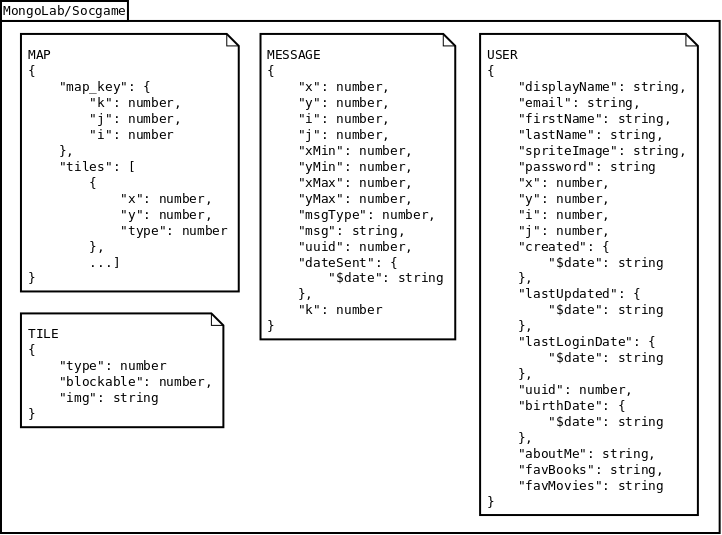 MongoLab/Socgame
MAP
{
    "map_key": {
        "k": number,
        "j": number,
        "i": number
    },
    "tiles": [
        {
            "x": number,
            "y": number,
            "type": number
        },
        ...]
}
TILE
{
    "type": number
    "blockable": number,
    "img": string
}
MESSAGE
{
    "x": number,
    "y": number,
    "i": number,
    "j": number,
    "xMin": number,
    "yMin": number,
    "xMax": number,
    "yMax": number,
    "msgType": number,
    "msg": string,
    "uuid": number,
    "dateSent": {
        "$date": string
    },
    "k": number
}
USER
{
    "displayName": string,
    "email": string,
    "firstName": string,
    "lastName": string,
    "spriteImage": string,
    "password": string
    "x": number,
    "y": number,
    "i": number,
    "j": number,
    "created": {
        "$date": string
    },
    "lastUpdated": {
        "$date": string
    },
    "lastLoginDate": {
        "$date": string
    },
    "uuid": number,
    "birthDate": {
        "$date": string
    },
    "aboutMe": string,
    "favBooks": string,
    "favMovies": string
}